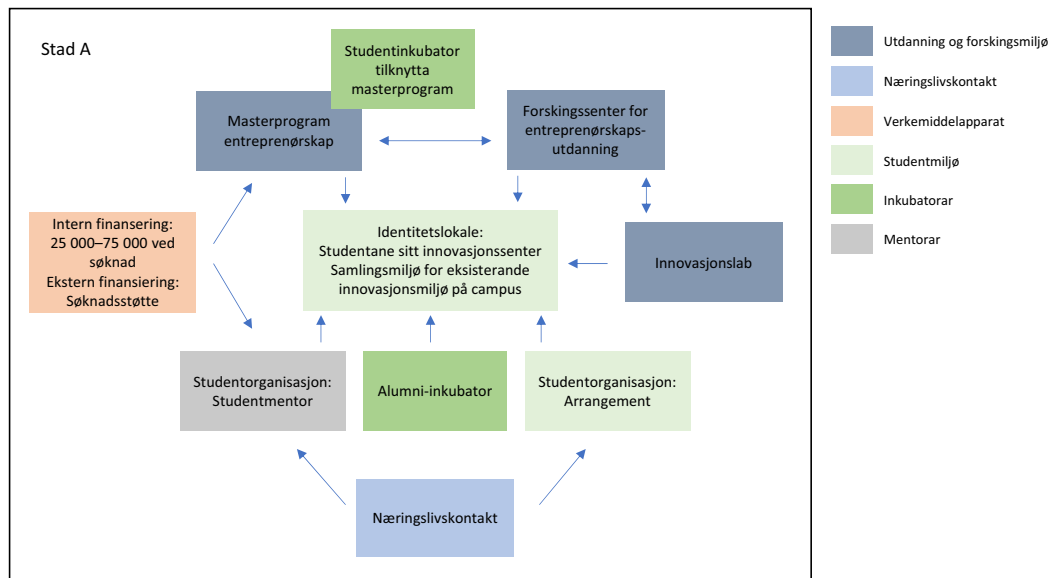 Stad A
Studentinkubator
tilknytta
masterprogram
Masterprogram
entreprenørskap
Forskingssenter for
entreprenørskaps-
utdanning
Intern finansering:
25 000–75 000 ved
søknad
Ekstern finansiering:
Søknadsstøtte
Identitetslokale:
Studentane sitt innovasjonssenter
Samlingsmiljø for eksisterande
innovasjonsmiljø på campus
Innovasjonslab
Studentorganisasjon:
Studentmentor
Alumni-inkubator
Studentorganisasjon:
Arrangement
Næringslivskontakt
Utdanning og forskingsmiljø
Næringslivskontakt
Verkemiddelapparat
Studentmiljø
Inkubatorar
Mentorar